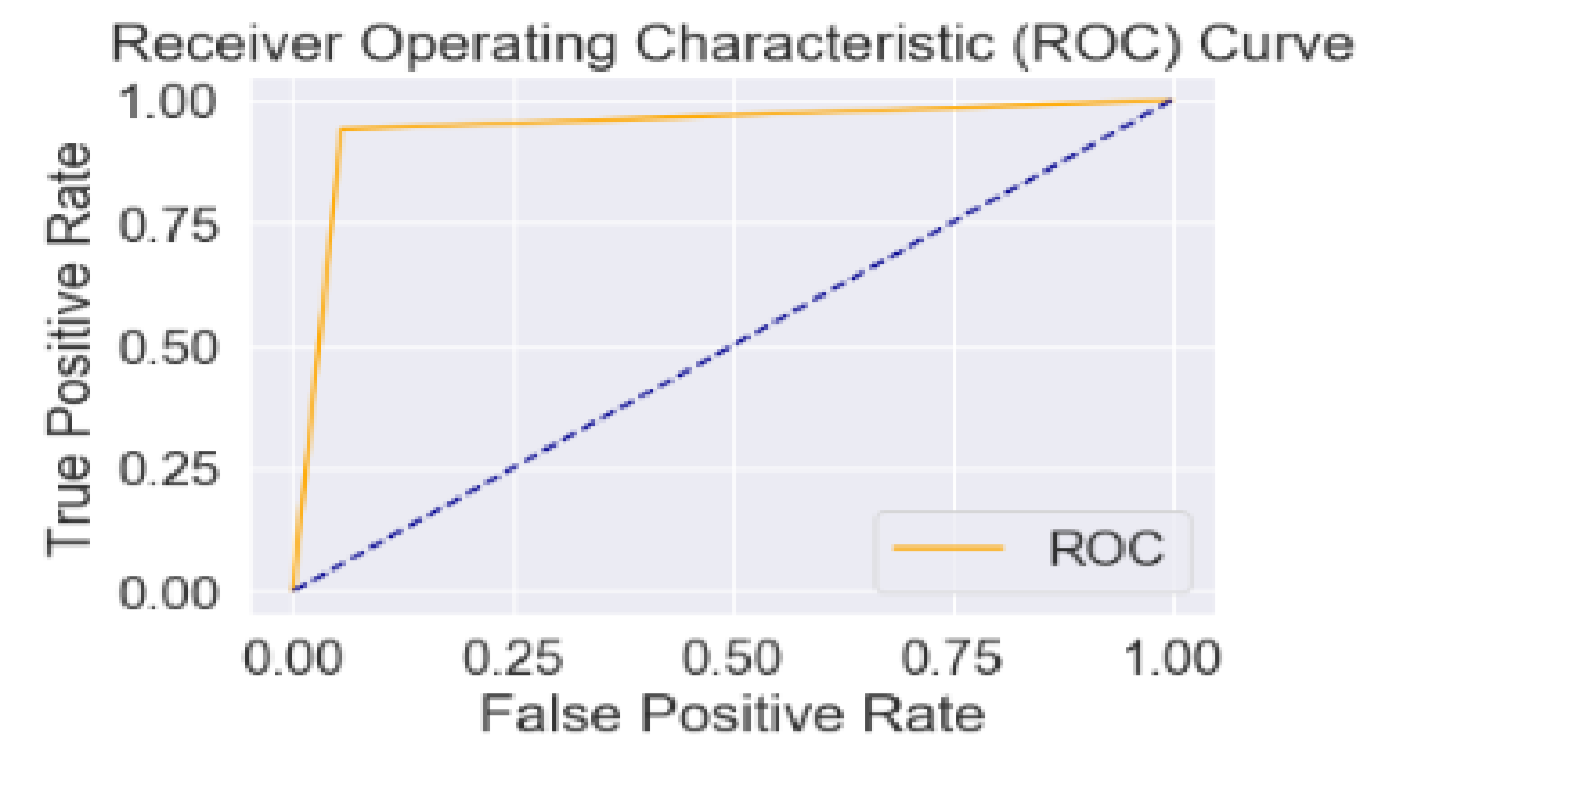 Receiver Operating Characteristic (ROC) Curve
True Positive Rate
1.00
0.75
0.50
0.25
0.00
ROC
0.00 0.25 0.50 0.75 1.00
False Positive Rate